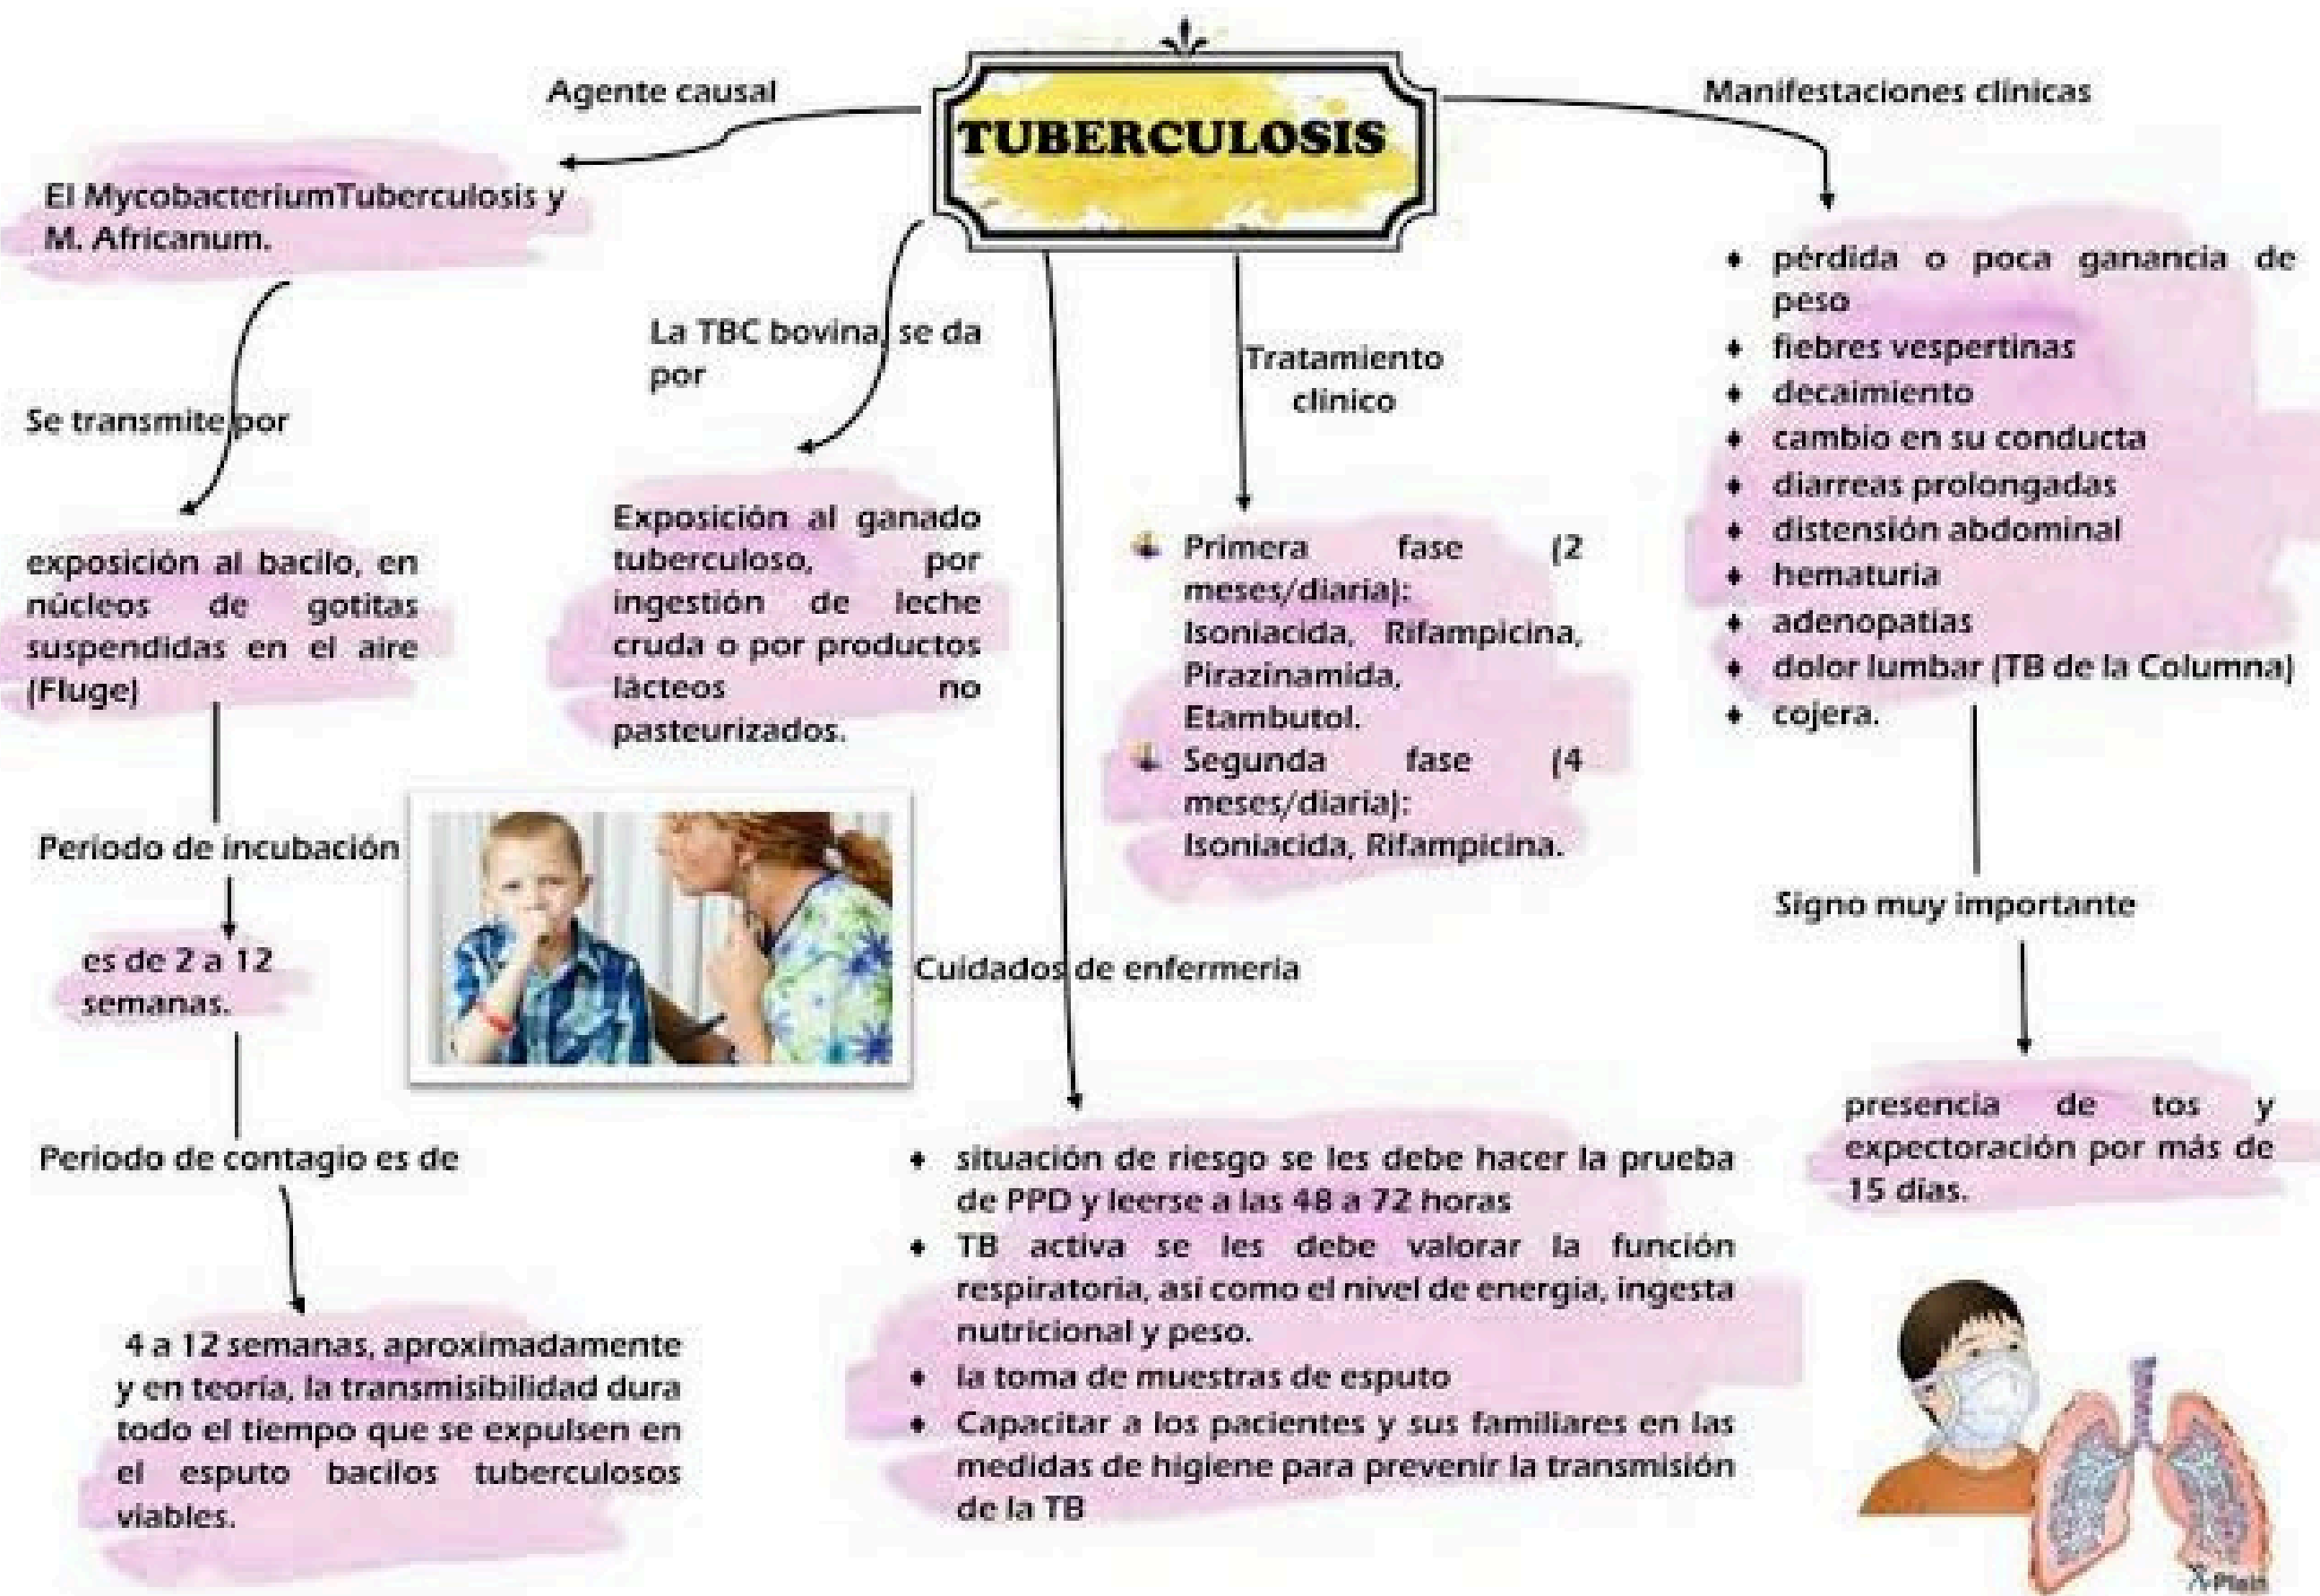 TUBERCULOSIS
Agente causal
El MycobacteriumTuberculosis y
M. Africanum.
Se transmite por
exposición al bacilo, en
núcleos de gotitas
suspendidas en el aire
(Fluge)
Periodo de incubación
es de 2 a 12
semanas.
Periodo de contagio es de
4 a 12 semanas, aproximadamente
y en teoría, la transmisibilidad dura
todo el tiempo que se expulsen en
el esputo bacilos tuberculosos
viables.
La TBC bovina, se da
por
Exposición al ganado
tuberculoso, por
ingestión de leche
cruda o por productos
lácteos no
pasteurizados.
Cuidados de enfermería
situación de riesgo se les debe hacer la prueba
de PPD y leerse a las 48 a 72 horas
TB activa se les debe valorar la función
respiratoria, así como el nivel de energía, ingesta
nutricional y peso.
la toma de muestras de esputo
Capacitar a los pacientes y sus familiares en las
medidas de higiene para prevenir la transmisión
de la TB
Tratamiento
clínico
Primera fase (2
meses/diaria):
Isoniacida, Rifampicina,
Pirazinamida,
Etambutol.
Segunda fase (4
meses/diaria):
Isoniacida, Rifampicina.
Manifestaciones clínicas
pérdida o poca ganancia de
peso
fiebres vespertinas
decaimiento
cambio en su conducta
diarreas prolongadas
distensión abdominal
hematuria
adenopatías
dolor lumbar (TB de la Columna)
cojera.
Signo muy importante
presencia de tos y
expectoración por más de
15 días.
X-Plain